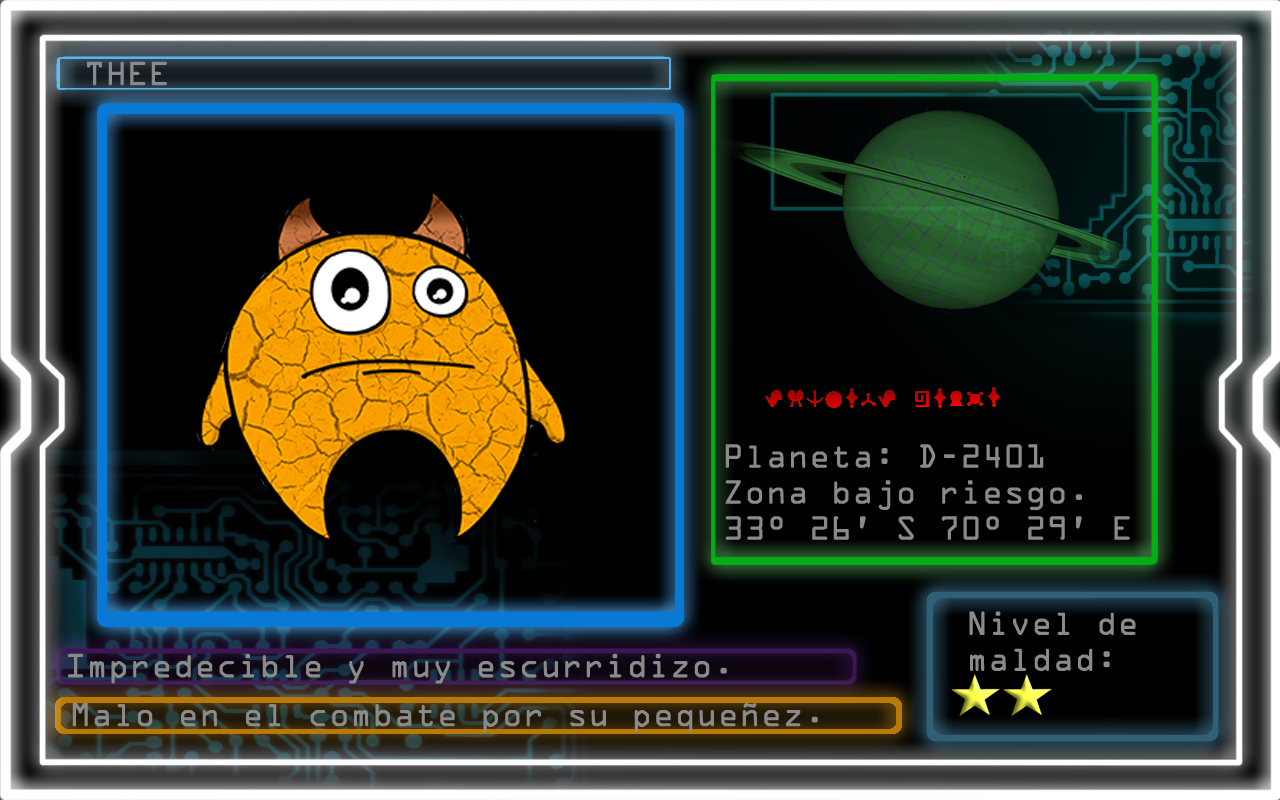 THEE
Planeta: D-2401
Zona bajo riesgo.
33º 26' S 70º 29' E
Impredecible y muy escurridizo.
Malo en el combate por su pequeñez.
Nivel de
maldad: